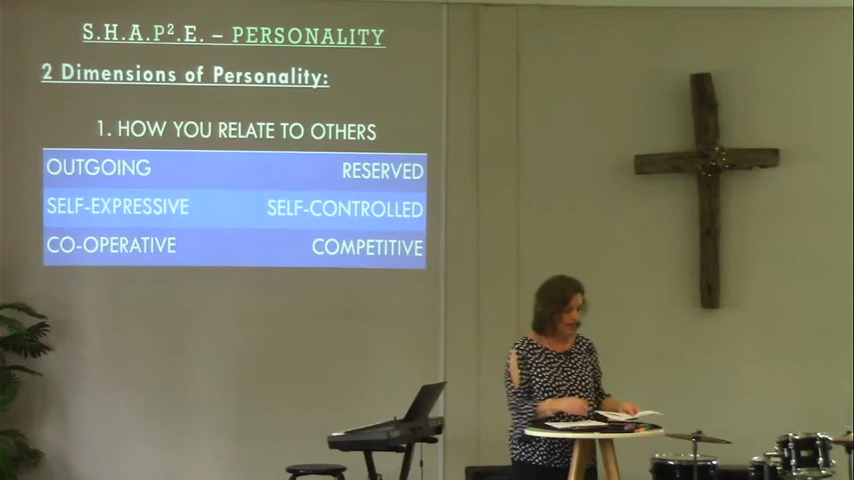 S.H.A.P².E. – PERSONALITY
2 Dimensions of Personality:
1. HOW YOU RELATE TO OTHERS
OUTGOING RESERVED
SELF-EXPRESSIVE SELF-CONTROLLED
CO-OPERATIVE COMPETITIVE